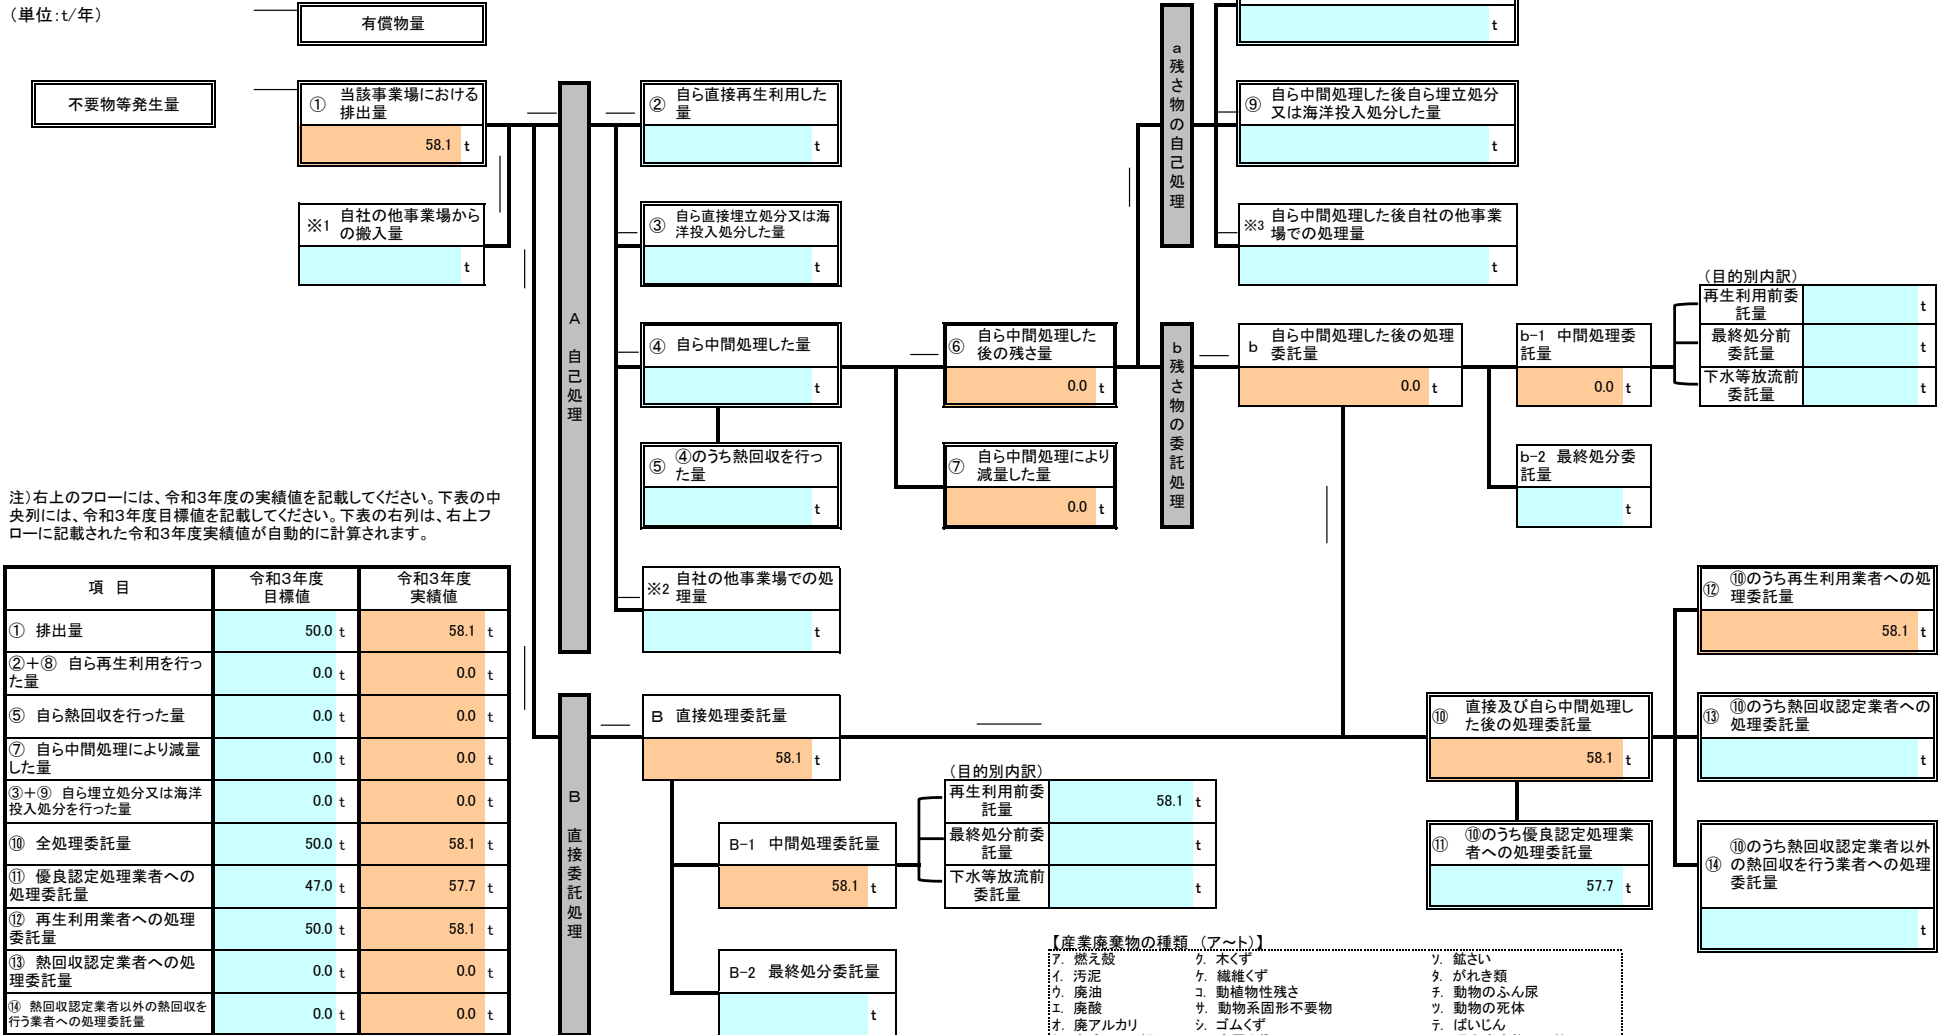 (単位:t/年)
有償物量
不要物等発生量
① 当該事業場における
排出量
58.1 t
※1 自社の他事業場から
の搬入量
t
A 自己処理
② 自ら直接再生利用した
量
t
③ 自ら直接埋立処分又は海
洋投入処分した量
t
④ 自ら中間処理した量
t
⑤ ④のうち熱回収を行っ
た量
t
※2 自社の他事業場での処
理量
t
⑥ 自ら中間処理した
後の残さ量
0.0 t
⑦ 自ら中間処理により
減量した量
0.0 t
a 残さ物の自己処理
t
⑨ 自ら中間処理した後自ら埋立処分
又は海洋投入処分した量
t
※3 自ら中間処理した後自社の他事業
場での処理量
t
b 残さ物の委託処理
b 自ら中間処理した後の処理
委託量
0.0 t
b-1 中間処理委
託量
0.0 t
b-2 最終処分委
託量
t
(目的別内訳)
再生利用前委
託量
t
最終処分前
委託量
t
下水等放流前
委託量
t
注)右上のフローには、令和3年度の実績値を記載してください。下表の中
央列には、令和3年度目標値を記載してください。下表の右列は、右上フ
ローに記載された令和3年度実績値が自動的に計算されます。
項 目
令和3年度
目標値
令和3年度
実績値
① 排出量 50.0 t 58.1 t
②+⑧ 自ら再生利用を行っ
た量 0.0 t 0.0 t
⑤ 自ら熱回収を行った量 0.0 t 0.0 t
⑦ 自ら中間処理により減量
した量 0.0 t 0.0 t
③+⑨ 自ら埋立処分又は海洋
投入処分を行った量 0.0 t 0.0 t
⑩ 全処理委託量 50.0 t 58.1 t
⑪ 優良認定処理業者への
処理委託量 47.0 t 57.7 t
⑫ 再生利用業者への処理
委託量 50.0 t 58.1 t
⑬ 熱回収認定業者への処
理委託量 0.0 t 0.0 t
⑭ 熱回収認定業者以外の熱回収を
行う業者への処理委託量 0.0 t 0.0 t
B 直接委託処理
B 直接処理委託量
58.1 t
B-1 中間処理委託量
58.1 t
B-2 最終処分委託量
t
(目的別内訳)
再生利用前委
託量
58.1 t
最終処分前委
託量
t
下水等放流前
委託量
t
⑩ 直接及び自ら中間処理し
た後の処理委託量
58.1 t
⑪ ⑩のうち優良認定処理業
者への処理委託量
57.7 t
⑫ ⑩のうち再生利用業者への処
理委託量
58.1 t
⑬ ⑩のうち熱回収認定業者への
処理委託量
t
⑭ ⑩のうち熱回収認定業者以外
の熱回収を行う業者への処理
委託量
t
【産業廃棄物の種類 (ア~ト)】
ア. 燃え殻 ク. 木くず ソ. 鉱さい
イ. 汚泥 ケ. 繊維くず タ. がれき類
ウ. 廃油 コ. 動植物性残さ チ. 動物のふん尿
エ. 廃酸 サ. 動物系固形不要物 ツ. 動物の死体
オ. 廃アルカリ シ. ゴムくず テ. ばいじん